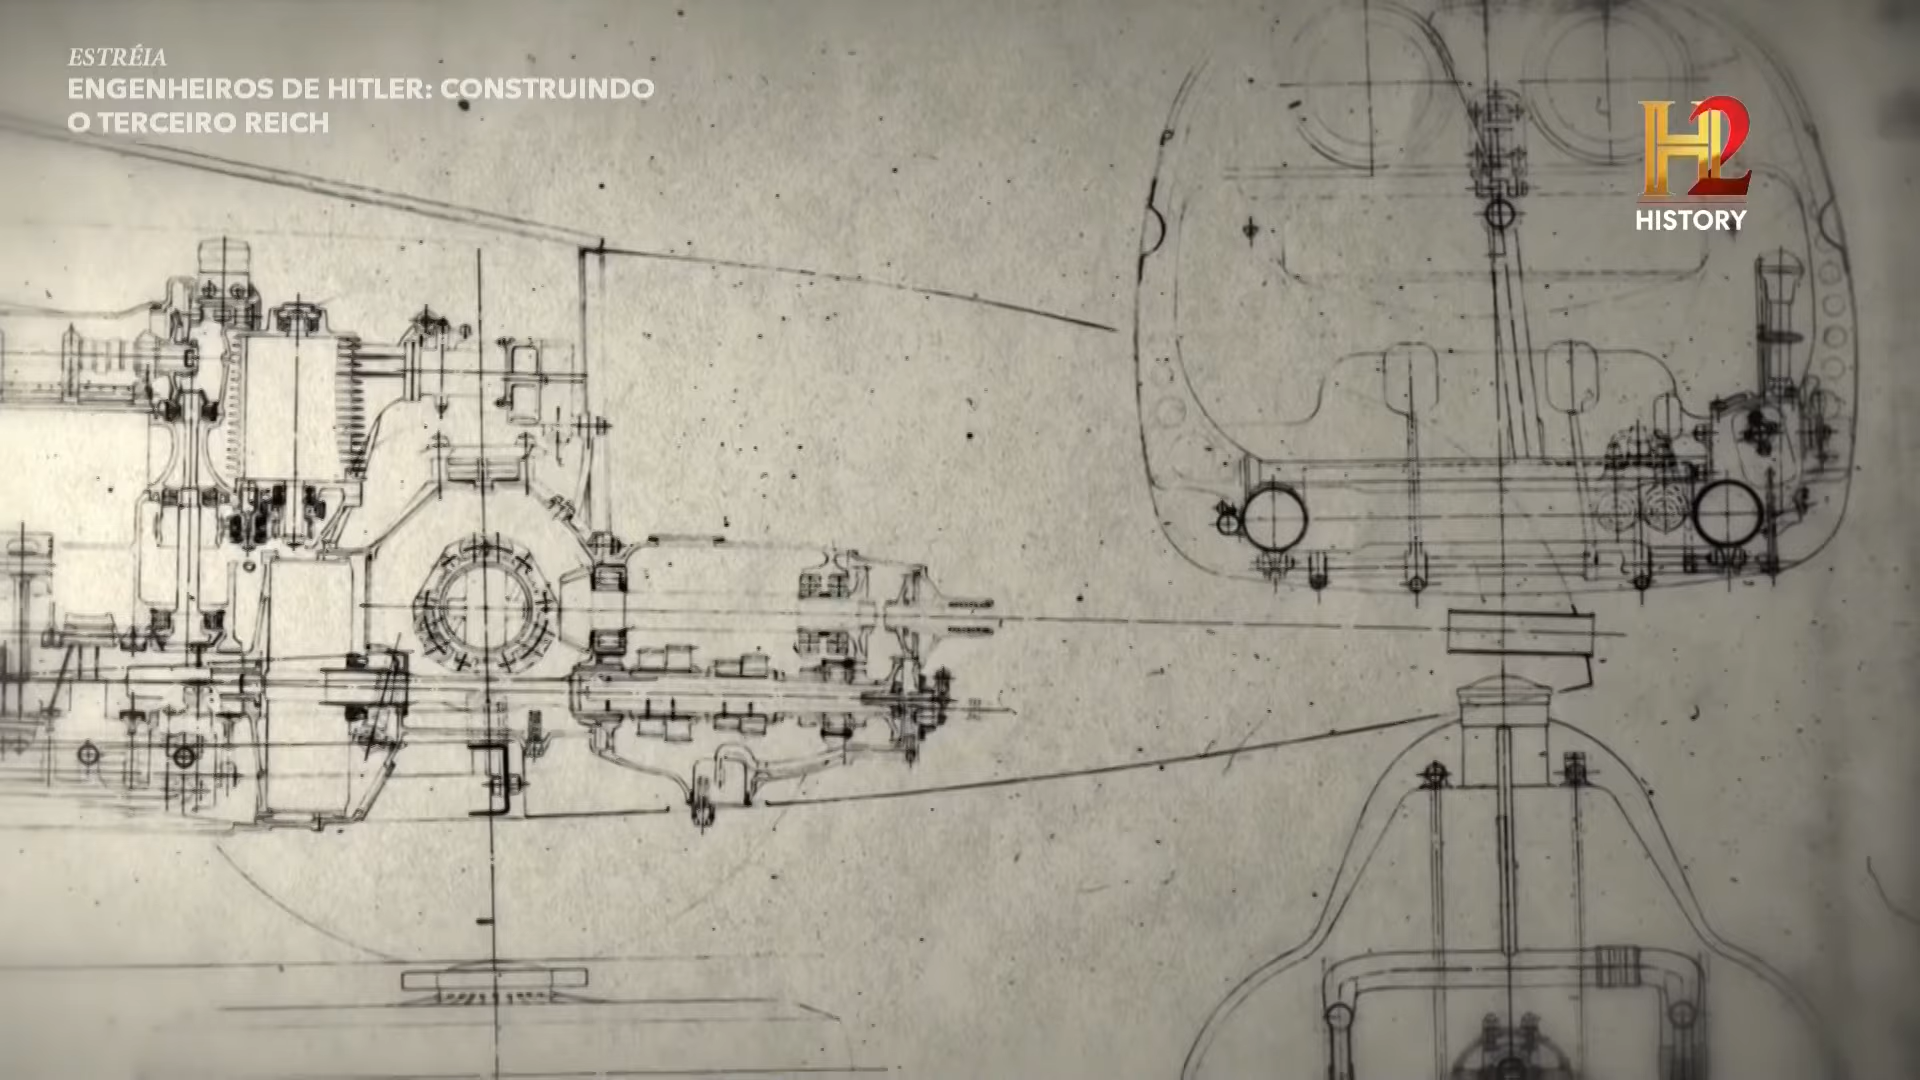 ESTRÉIA
ENGENHEIROS DE HITLER: CONSTRUINDO
O TERCEIRO REICH
H2
HISTORY